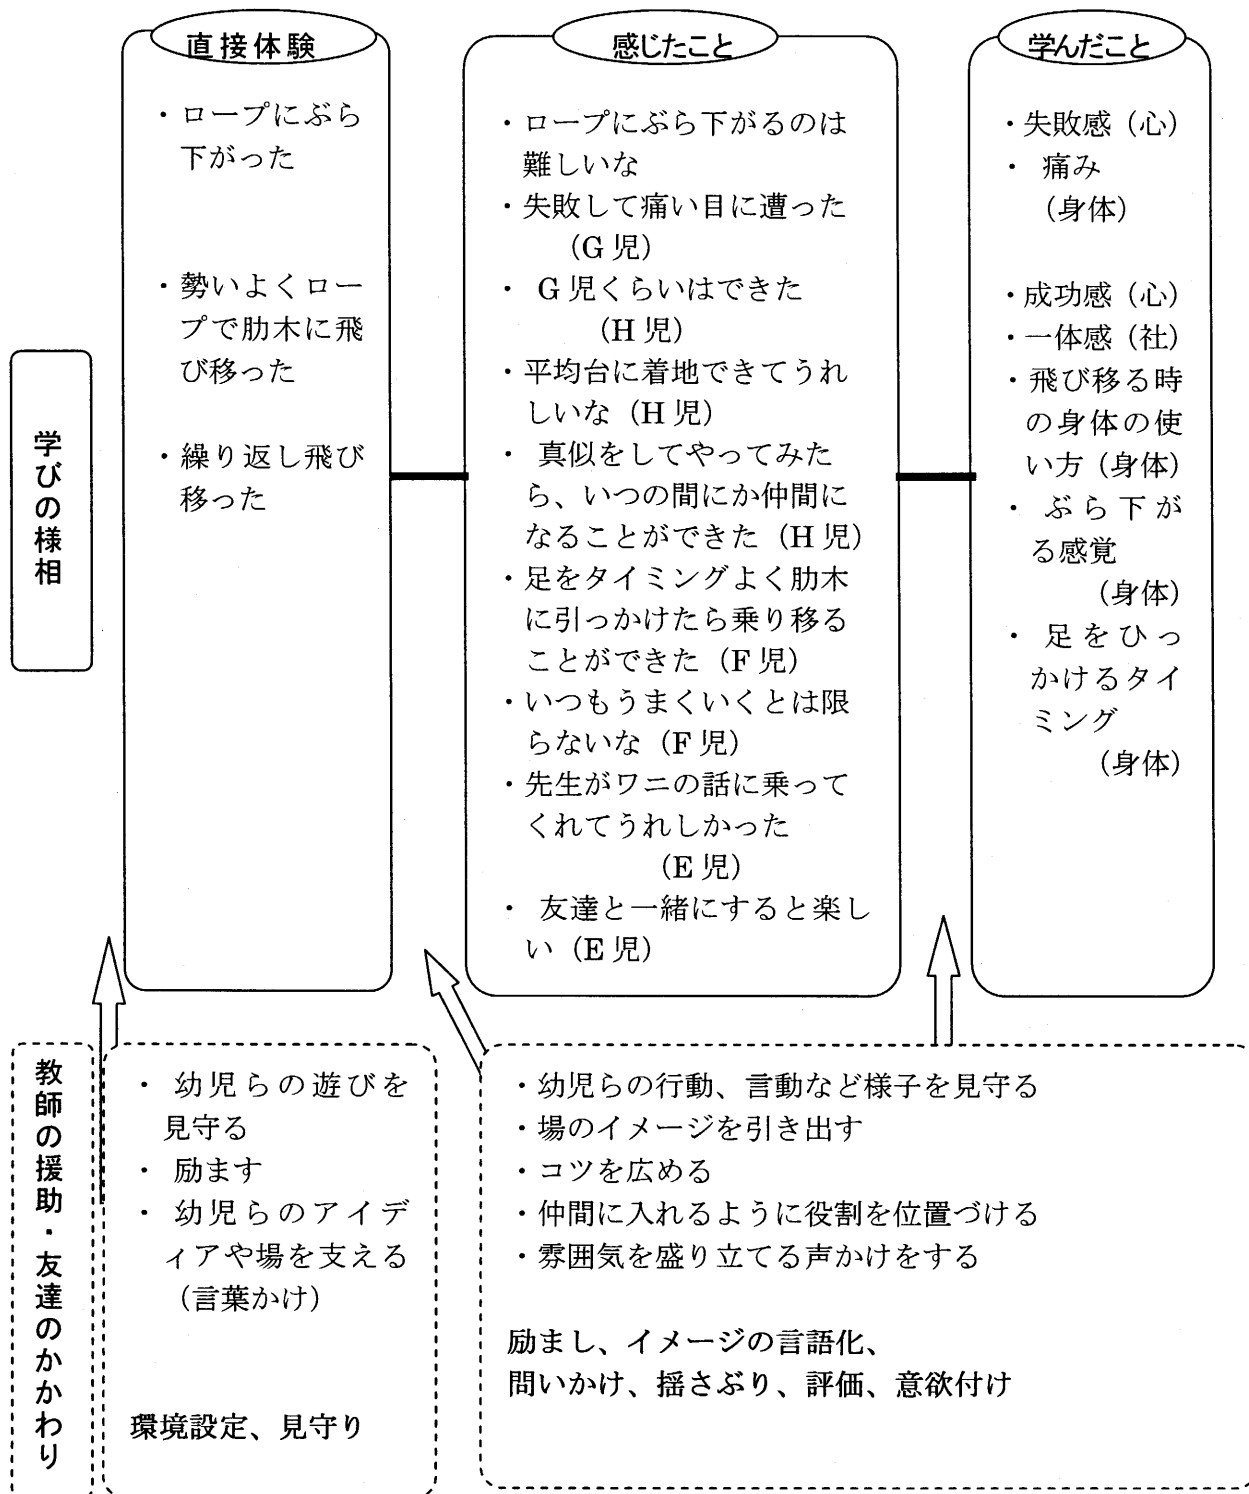 直接体験
・ロープにぶら
下がった
・勢いよくロー
プで肋木に飛
び移った
・繰り返し飛び
移った
感じたこと
・ロープにぶら下がるのは
難しいな
・失敗して痛い目に遭った
(G 児)
・ G 児くらいはできた
(H 児)
・平均台に着地できてうれ
しいな (H 児)
・ 真似をしてやってみた
ら、いつの間にか仲間に
なることができた (H 児)
・足をタイミングよく肋木
に引っかけたら乗り移る
ことができた (F 児)
・いつもうまくいくとは限
らないな (F 児)
・先生がワニの話に乗って
くれてうれしかった
(E 児)
・ 友達と一緒にすると楽し
い (E 児)
学んだこと
・失敗感 (心)
・ 痛み
(身体)
・成功感 (心)
・一体感 (社)
・飛び移る時
の身体の使
い方 (身体)
・ ぶら下が
る感覚
(身体)
・ 足をひっ
かけるタイ
ミング
(身体)
学びの様相
教師の援助・友達のかかわり
・ 幼児らの遊びを
見守る
・ 励ます
・ 幼児らのアイデ
ィアや場を支える
(言葉かけ)
環境設定、見守り
・幼児らの行動、言動など様子を見守る
・場のイメージを引き出す
・コツを広める
・仲間に入れるように役割を位置づける
・雰囲気を盛り立てる声かけをする
励まし、イメージの言語化、
問いかけ、揺さぶり、評価、意欲付け